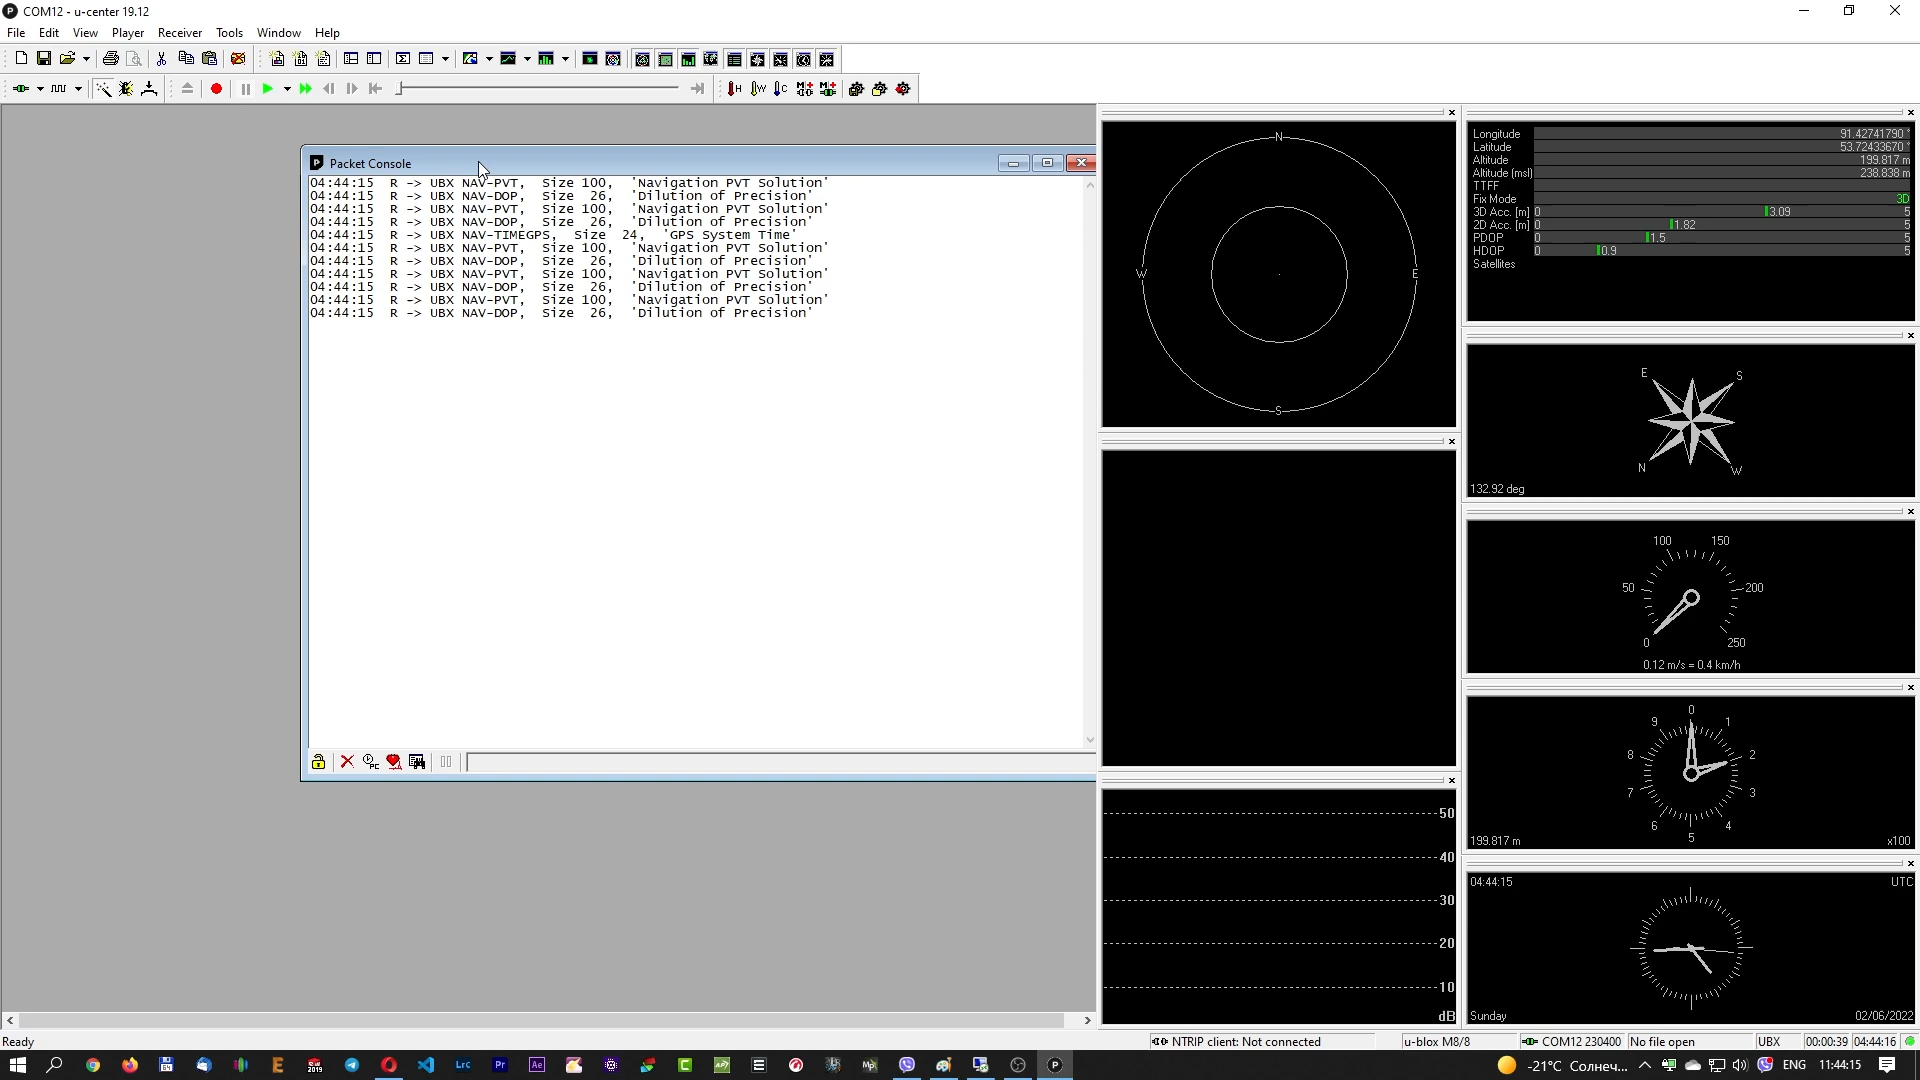 COM12 - u-center 19.12
File Edit View Player Receiver Tools Window Help
Packet Console
04:44:15 R -> UBX NAV-PVT, Size 100, 'Navigation PVT Solution'
04:44:15 R -> UBX NAV-DOP, Size 26, 'Dilution of Precision'
04:44:15 R -> UBX NAV-PVT, Size 100, 'Navigation PVT Solution'
04:44:15 R -> UBX NAV-DOP, Size 26, 'Dilution of Precision'
04:44:15 R -> UBX NAV-TIMEGPS, Size 24, 'GPS System Time'
04:44:15 R -> UBX NAV-PVT, Size 100, 'Navigation PVT Solution'
04:44:15 R -> UBX NAV-DOP, Size 26, 'Dilution of Precision'
04:44:15 R -> UBX NAV-PVT, Size 100, 'Navigation PVT Solution'
04:44:15 R -> UBX NAV-DOP, Size 26, 'Dilution of Precision'
04:44:15 R -> UBX NAV-PVT, Size 100, 'Navigation PVT Solution'
04:44:15 R -> UBX NAV-DOP, Size 26, 'Dilution of Precision'
N
W E
S
50
40
30
20
10
dB
Longitude 91.42741790 °
Latitude 53.72433670 °
Altitude 199.817 m
Altitude (msl) 238.838 m
TTFF
Fix Mode 3D
3D Acc. [m] 0 3.09 5
2D Acc. [m] 0 1.82 5
PDOP 0 1.5 5
HDOP 0 0.9 5
Satellites
E S
N W
132.92 deg
100 150
50 200
0 250
0.12 m/s = 0.4 km/h
0
9 1
8 2
7 3
6 4
5
199.817 m x100
04:44:15 UTC
Sunday 02/06/2022
Ready NTRIP client: Not connected u-blox M8/8 COM12 230400 No file open UBX 00:00:39 04:44:16
2019 Lrc Pr Ae -21°C Солнеч... ENG 11:44:15